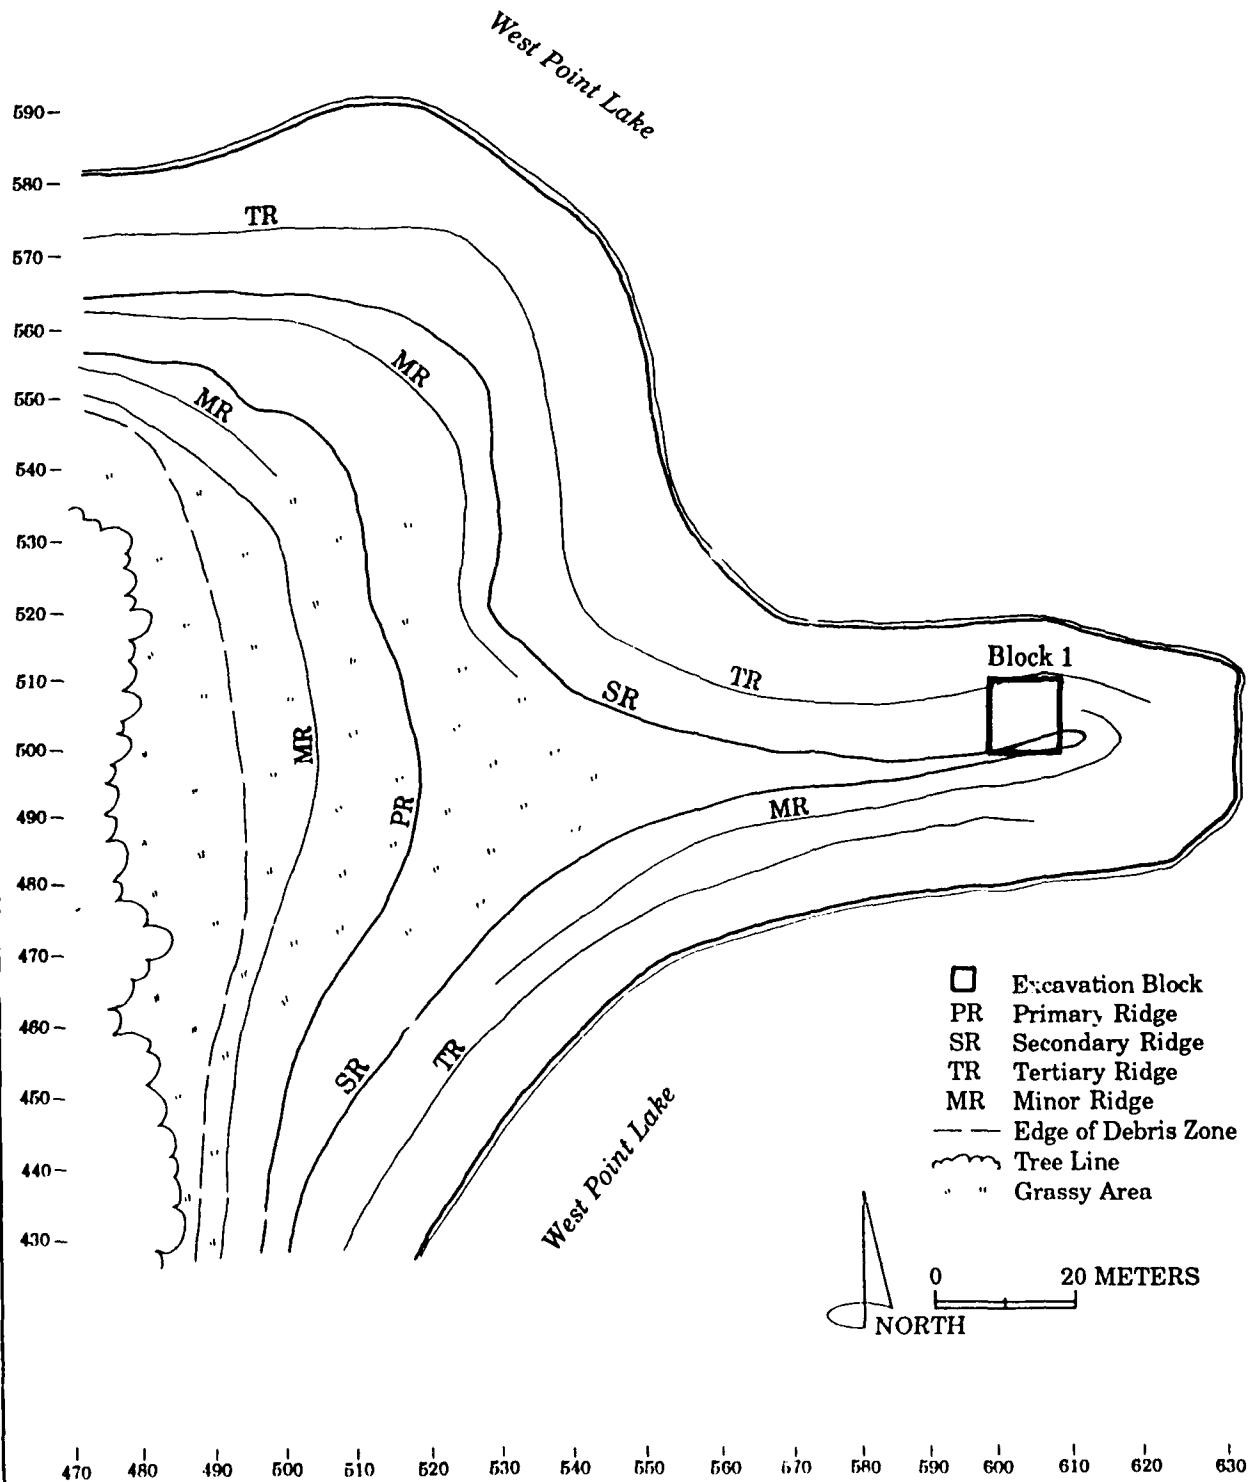 West Point Lake
590
580
TR
570
560
MR
550
MR
540
530
520
Block 1
510
TR
SR
500
MR
490
PR
MR
480
470
Excavation Block
PR Primary Ridge
460
SR Secondary Ridge
TR
TR Tertiary Ridge
SR
450
MR Minor Ridge
Edge of Debris Zone
West Point Lake
440
Tree Line
Grassy Area
430
0 20 METERS
NORTH
470 480 490 500 510 520 530 540 550 560 570 580 590 600 610 620 630